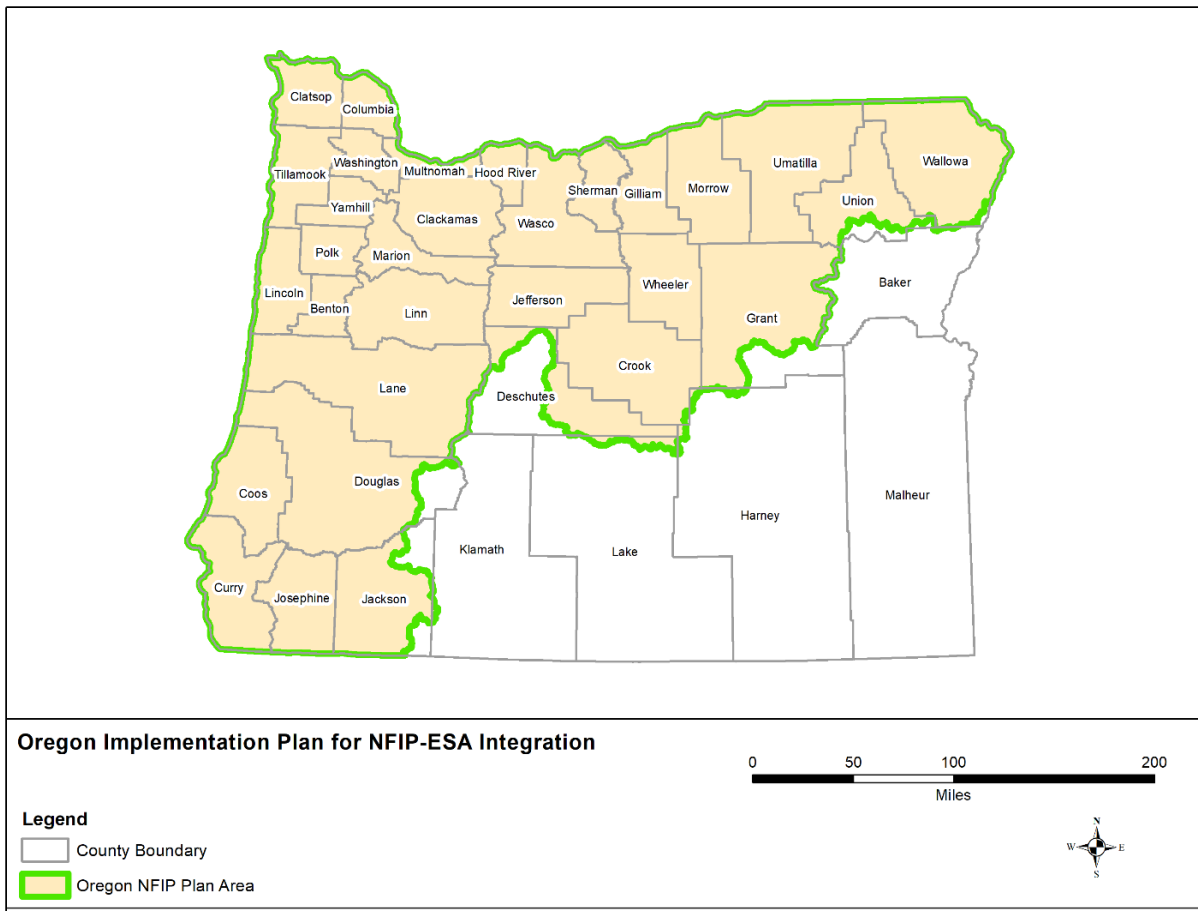 Clatsop
Columbia
Washington
Tillamook
Multnomah
Hood River
Sherman
Gilliam
Morrow
Umatilla
Wallowa
Union
Yamhill
Clackamas
Wasco
Polk
Marion
Baker
Lincoln
Benton
Linn
Jefferson
Wheeler
Grant
Lane
Crook
Deschutes
Coos
Douglas
Malheur
Harney
Klamath
Lake
Curry
Josephine
Jackson
Oregon Implementation Plan for NFIP-ESA Integration
0 50 100 200
Miles
Legend
County Boundary
Oregon NFIP Plan Area
N
W E
S